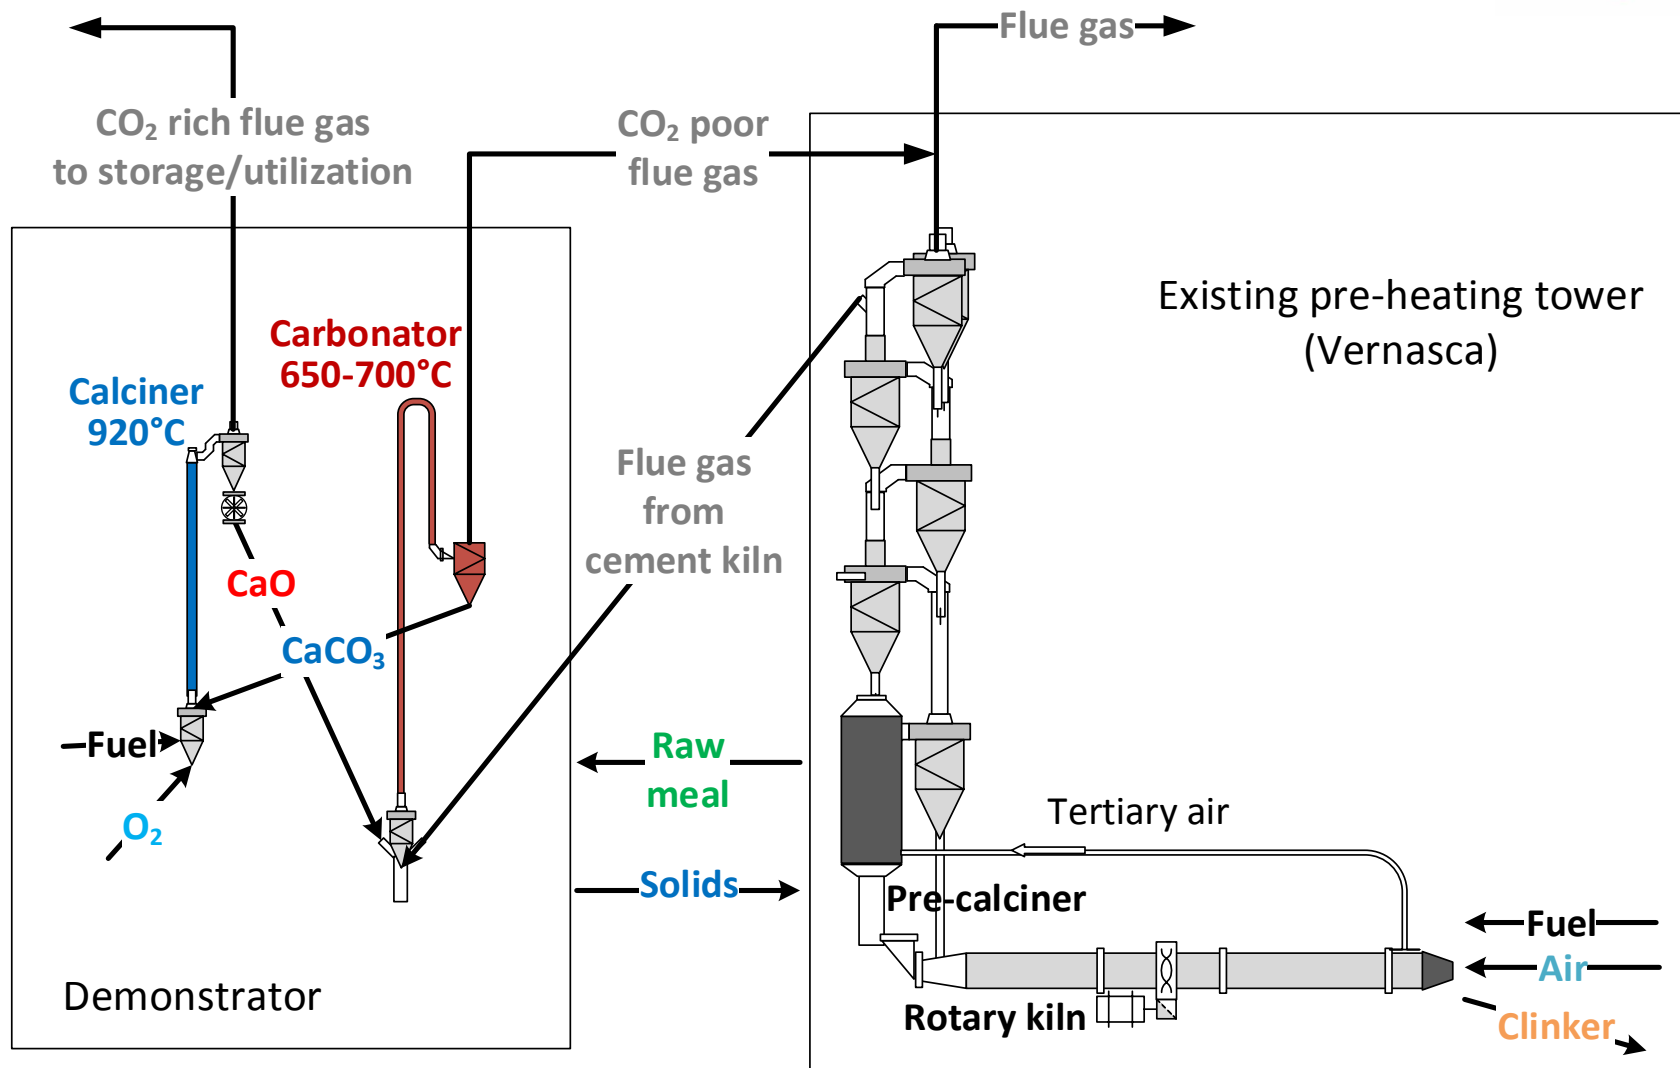 Flue gas
CO₂ rich flue gas
to storage/utilization
CO₂ poor
flue gas
Existing pre-heating tower
(Vernasca)
Carbonator
650-700°C
Calciner
920°C
Flue gas
from
cement kiln
CaO
CaCO₃
Fuel
O₂
Raw
meal
Tertiary air
Solids
Pre-calciner
Fuel
Air
Demonstrator
Rotary kiln
Clinker